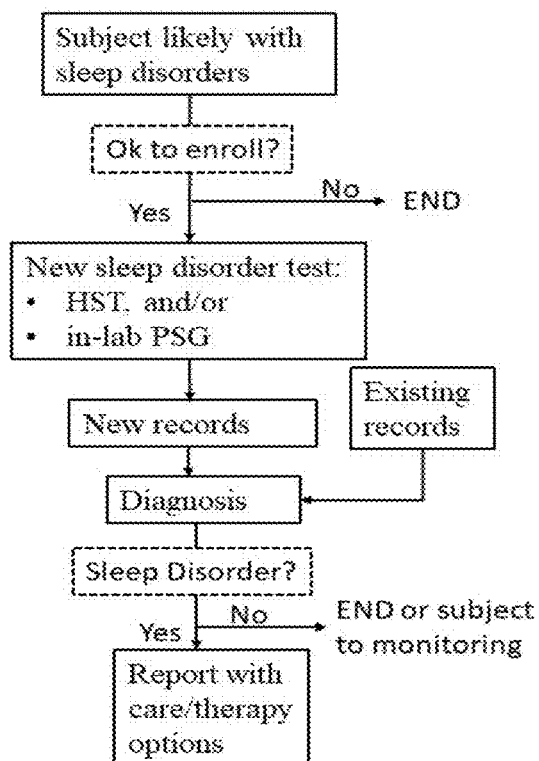 Subject likely with
sleep disorders
Ok to enroll?
No
END
Yes
New sleep disorder test:
• HST, and/or
• in-lab PSG
New records
Existing
records
Diagnosis
Sleep Disorder?
No
END or subject
to monitoring
Yes
Report with
care/therapy
options